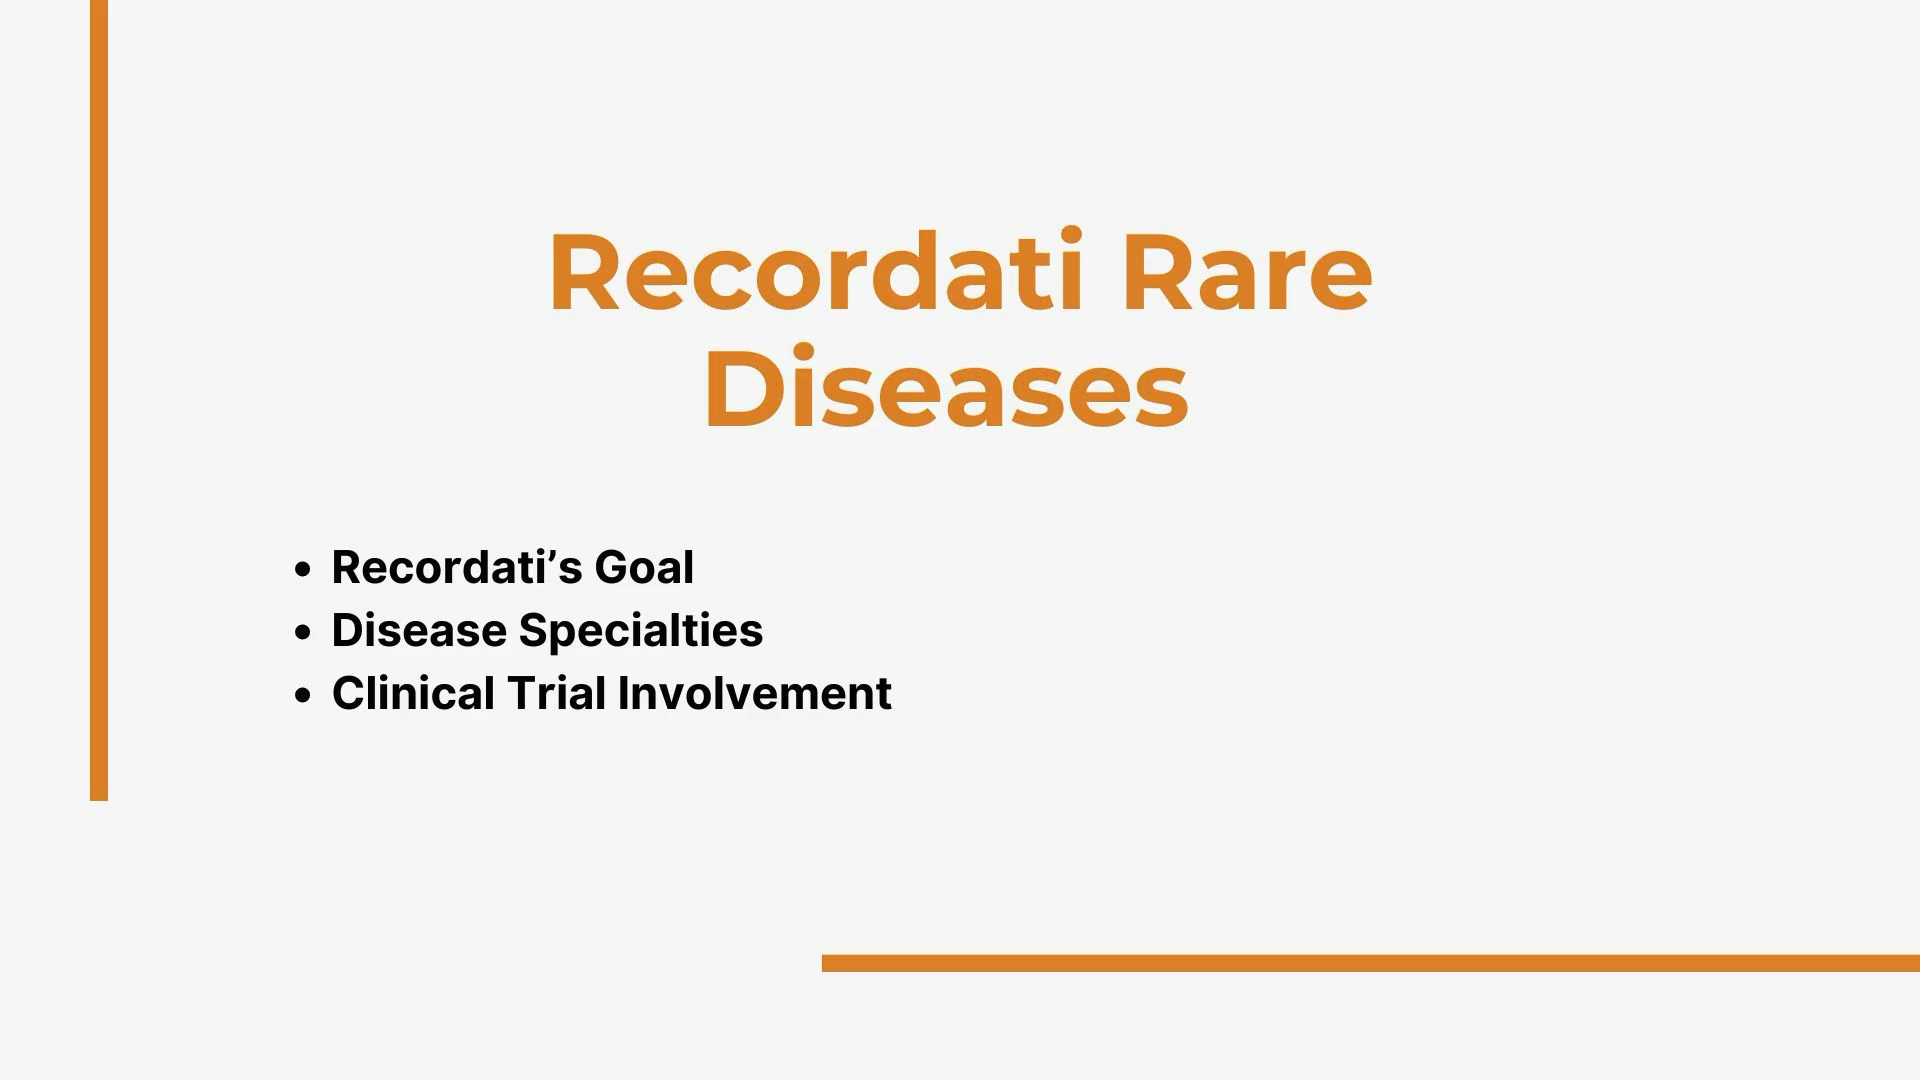 Recordati Rare
Diseases
• Recordati’s Goal
• Disease Specialties
• Clinical Trial Involvement